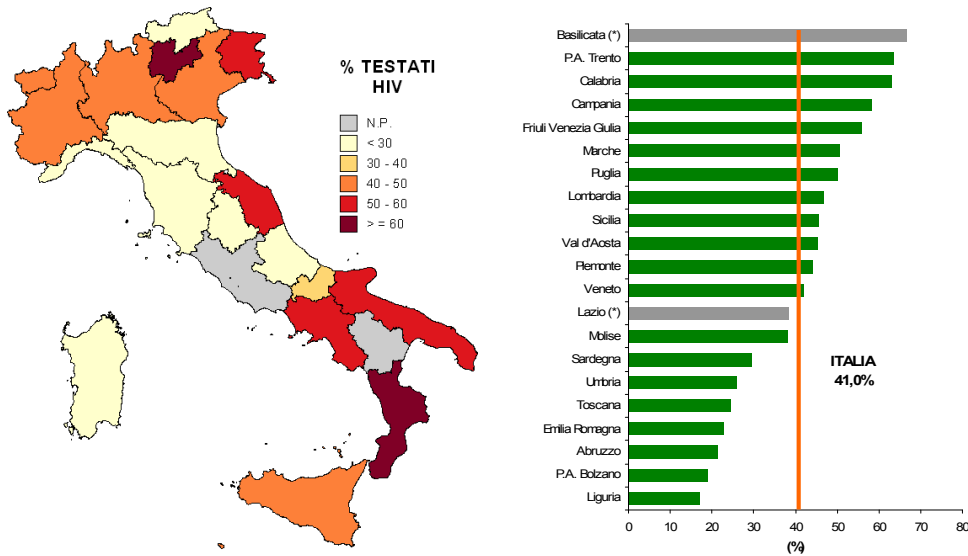 % TESTATI
HIV
N.P.
< 30
30 - 40
40 - 50
50 - 60
> = 60
Basilicata (*)
P.A. Trento
Calabria
Campania
Friuli Venezia Giulia
Marche
Puglia
Lombardia
Sicilia
Val d'Aosta
Piemonte
Veneto
Lazio (*)
Molise
Sardegna
Umbria
Toscana
Emilia Romagna
Abruzzo
P.A. Bolzano
Liguria
ITALIA
41,0%
0 10 20 30 40 50 60 70 80
(%)